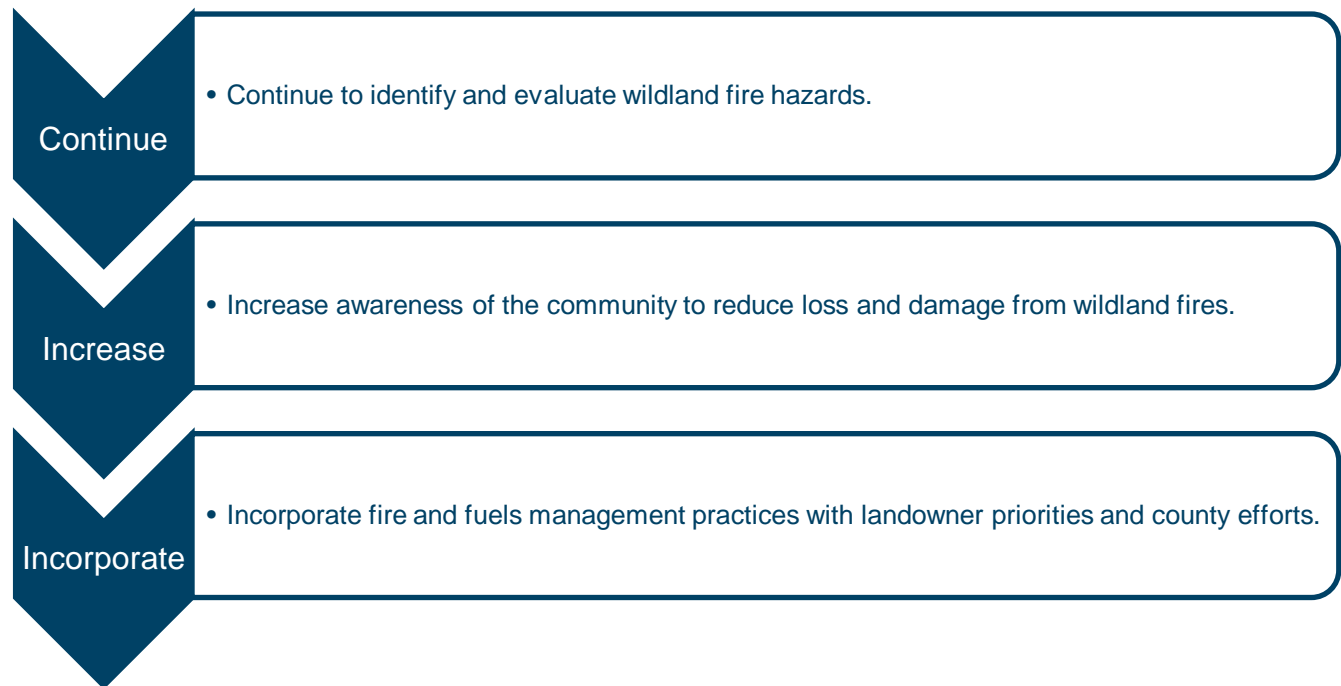 Continue
• Continue to identify and evaluate wildland fire hazards.
Increase
• Increase awareness of the community to reduce loss and damage from wildland fires.
Incorporate
• Incorporate fire and fuels management practices with landowner priorities and county efforts.